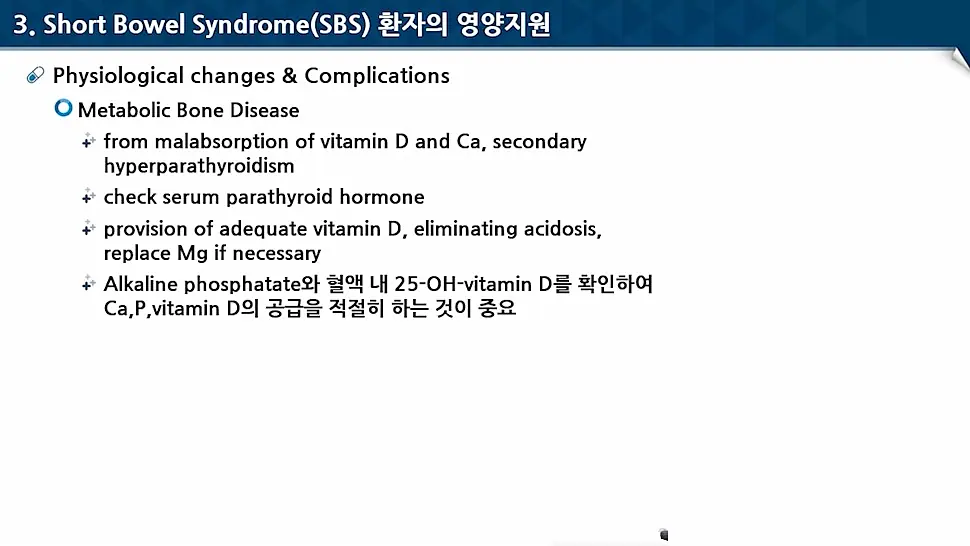 3. Short Bowel Syndrome(SBS) 환자의 영양지원
Physiological changes & Complications
Metabolic Bone Disease
from malabsorption of vitamin D and Ca, secondary
hyperparathyroidism
check serum parathyroid hormone
provision of adequate vitamin D, eliminating acidosis,
replace Mg if necessary
Alkaline phosphatate와 혈액 내 25-OH-vitamin D를 확인하여
Ca,P,vitamin D의 공급을 적절히 하는 것이 중요